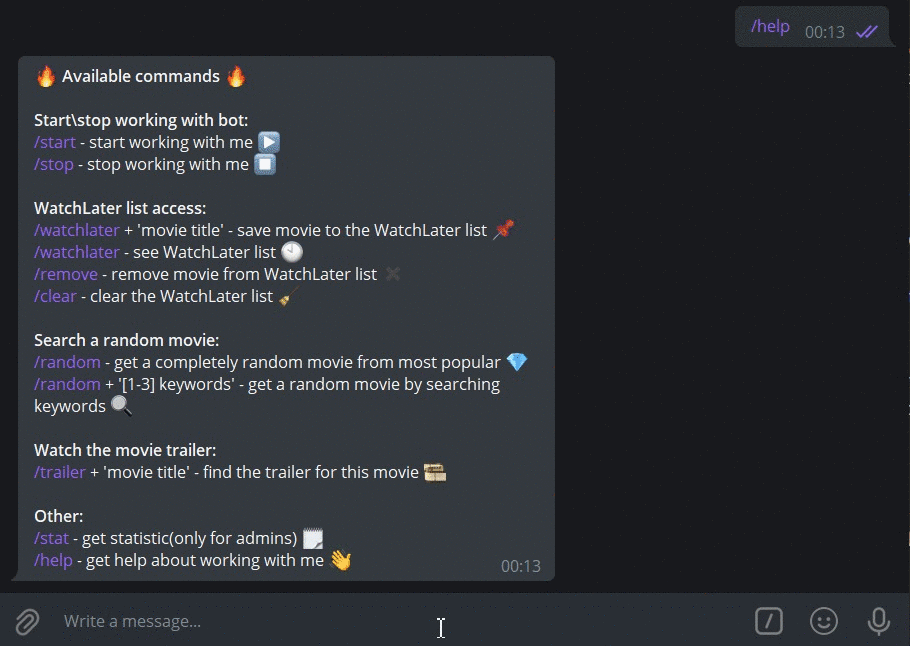 /help 00:13
🔥 Available commands 🔥
Start\stop working with bot:
/start - start working with me ▶️
/stop - stop working with me ⏹️
WatchLater list access:
/watchlater + 'movie title' - save movie to the WatchLater list 📌
/watchlater - see WatchLater list 🕙
/remove - remove movie from WatchLater list ✖️
/clear - clear the WatchLater list 🧹
Search a random movie:
/random - get a completely random movie from most popular 💎
/random + '[1-3] keywords' - get a random movie by searching
keywords 🔍
Watch the movie trailer:
/trailer + 'movie title' - find the trailer for this movie
Other:
/stat - get statistic(only for admins)
/help - get help about working with me 👋
00:13
Write a message...